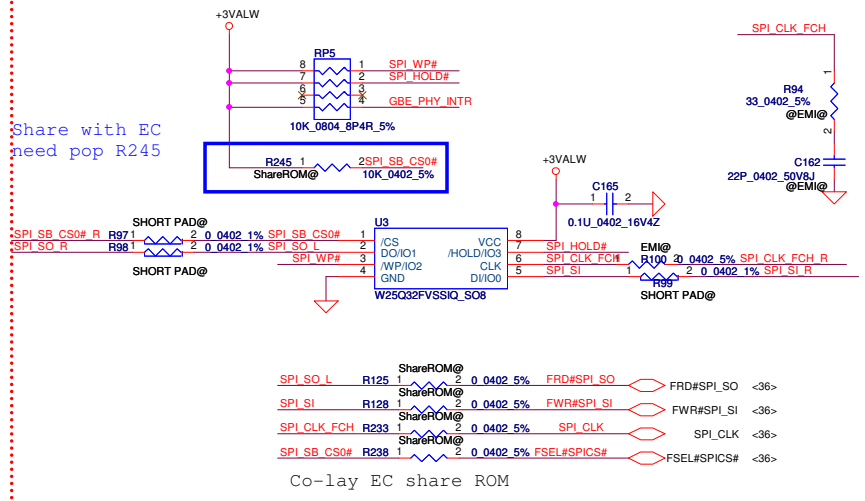 +3VALW
SPI_CLK_FCH
RP5
8 1 SPI_WP#
7 2 SPI_HOLD#
6 3
5 4 GBE_PHY_INTR
10K_0804_8P4R_5%
1
R94
33_0402_5%
@EMI@
2
C162
22P_0402_50V8J
@EMI@
Share with EC
need pop R245
R245 1 2 SPI_SB_CS0#
ShareROM@ 10K_0402_5%
+3VALW
C165
1 2
0.1U_0402_16V4Z
SHORT PAD@
U3
SPI_SB_CS0#_R R97 1 2 0_0402_1% SPI_SB_CS0# 1 /CS VCC 8
SPI_SO_R R98 1 2 0_0402_1% SPI_SO_L 2 DO/IO1 /HOLD/IO3 7 SPI_HOLD# EMI@
SPI_WP# 3 /WP/IO2 CLK 6 SPI_CLK_FCH 1 R100 2 0_0402_5% SPI_CLK_FCH_R
SHORT PAD@
4 GND DI/IO0 5 SPI_SI 1 R99 2 0_0402_1% SPI_SI_R
W25Q32FVSSIQ_SO8
SHORT PAD@
ShareROM@
SPI_SO_L R125 1 2 0_0402_5% FRD#SPI_SO FRD#SPI_SO <36>
ShareROM@
SPI_SI R128 1 2 0_0402_5% FWR#SPI_SI FWR#SPI_SI <36>
ShareROM@
SPI_CLK_FCH R233 1 2 0_0402_5% SPI_CLK SPI_CLK <36>
ShareROM@
SPI_SB_CS0# R238 1 2 0_0402_5% FSEL#SPICS# FSEL#SPICS# <36>
Co-lay EC share ROM